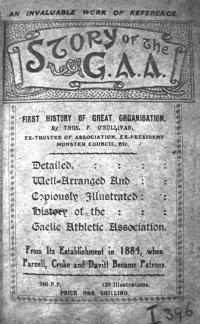 AN INVALUABLE WORK OF REFERENCE.
STORY of the
G.A.A.
FIRST HISTORY OF GREAT ORGANISATION.
By THOS. F. O'SULLIVAN,
EX-TRUSTEE OF ASSOCIATION, EX-PRESIDENT
MUNSTER COUNCIL, Etc.
Detailed, : : :
Well-Arranged And :
Copiously Illustrated : :
History of the : : :
Gaelic Athletic Association.
From Its Establishment in 1884, when
Parnell, Croke and Davitt Became Patrons.
240 P.P. 120 Illustrations.
PRICE ONE SHILLING.
I 396